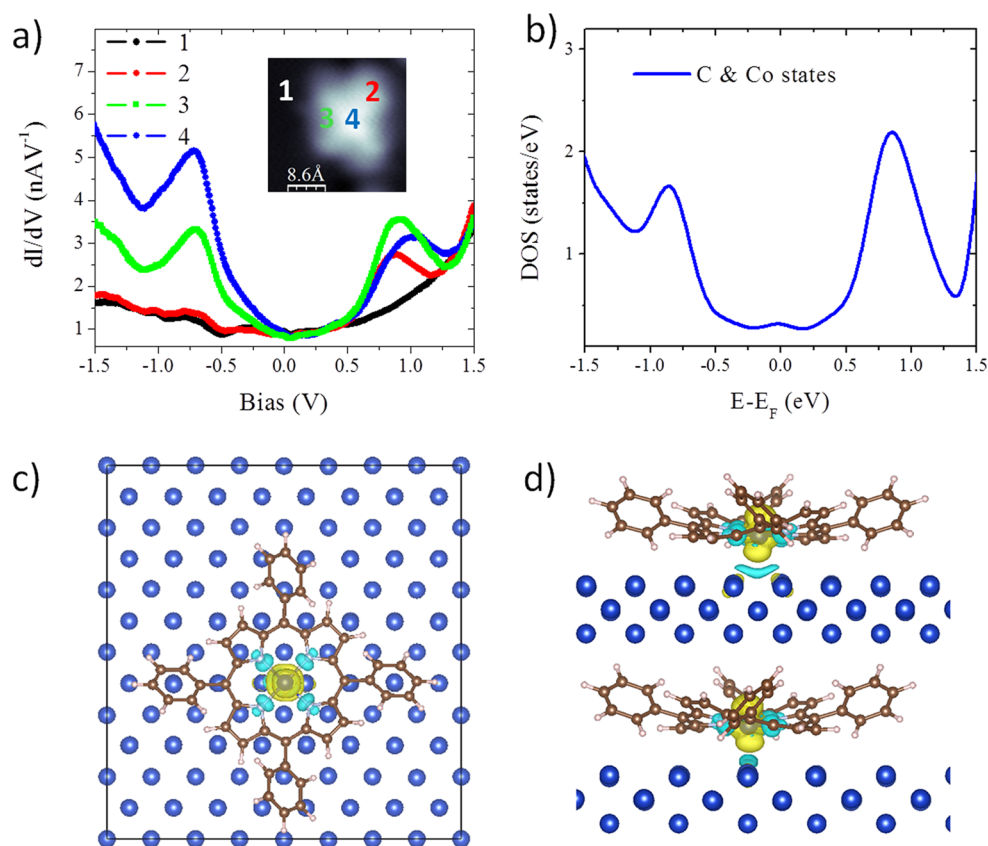 a)
7
6
5
4
3
2
1
dI/dV (nAV⁻¹)
1
2
3
4
1
2
3
4
8.6Å
-1.5 -1.0 -0.5 0.0 0.5 1.0 1.5
Bias (V)
b)
3
2
1
DOS (states/eV)
C & Co states
-1.5 -1.0 -0.5 0.0 0.5 1.0 1.5
E-E_F (eV)
c)
d)